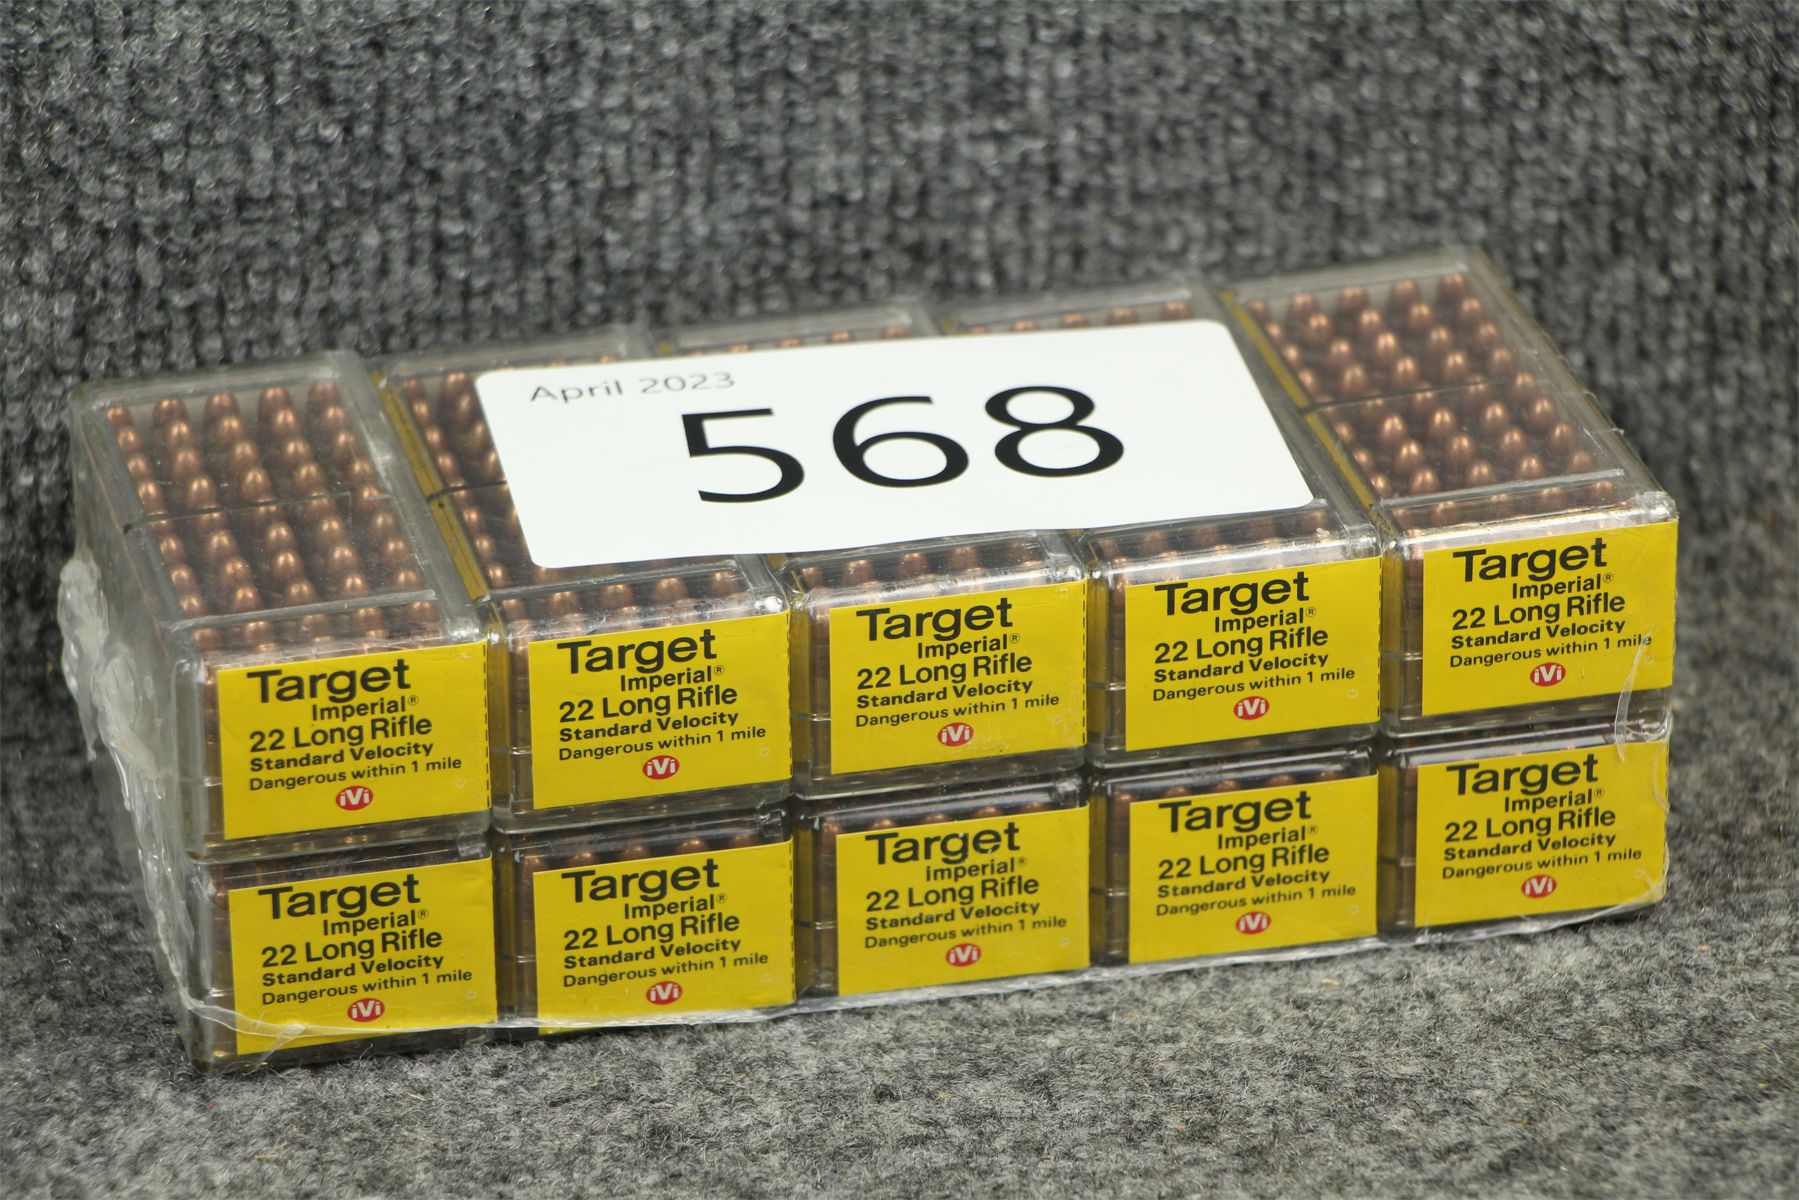 April 2023
568
Target
Imperial®
22 Long Rifle
Standard Velocity
Dangerous within 1 mile
iVi
Target
Imperial®
22 Long Rifle
Standard Velocity
Dangerous within 1 mile
iVi
Target
Imperial®
22 Long Rifle
Standard Velocity
Dangerous within 1 mile
iVi
Target
Imperial®
22 Long Rifle
Standard Velocity
Dangerous within 1 mile
iVi
Target
Imperial®
22 Long Rifle
Standard Velocity
Dangerous within 1 mile
iVi
Target
Imperial®
22 Long Rifle
Standard Velocity
Dangerous within 1 mile
iVi
Target
Imperial®
22 Long Rifle
Standard Velocity
Dangerous within 1 mile
iVi
Target
Imperial®
22 Long Rifle
Standard Velocity
Dangerous within 1 mile
iVi
Target
Imperial®
22 Long Rifle
Standard Velocity
Dangerous within 1 mile
iVi
Target
Imperial®
22 Long Rifle
Standard Velocity
Dangerous within 1 mile
iVi